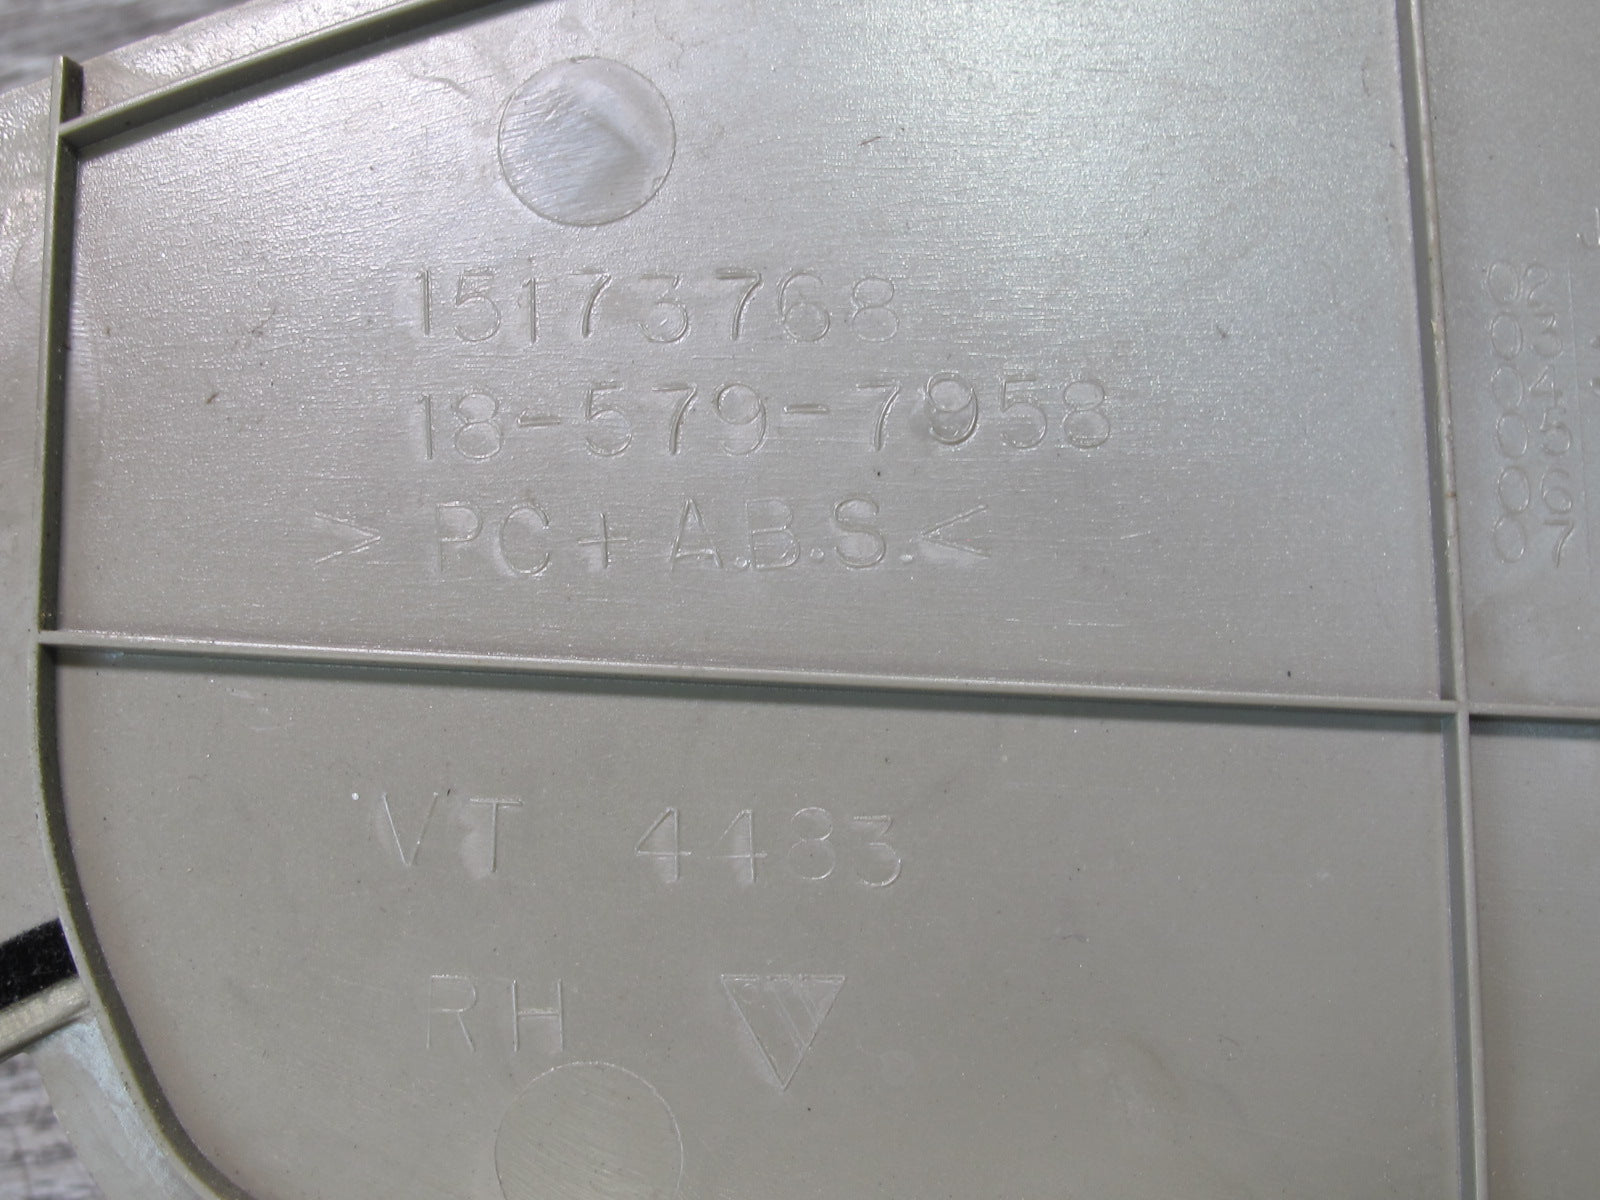 15173768
18-579-7958
> PC + A.B.S. <
VT 4483
RH
02
03
04
05
06
07